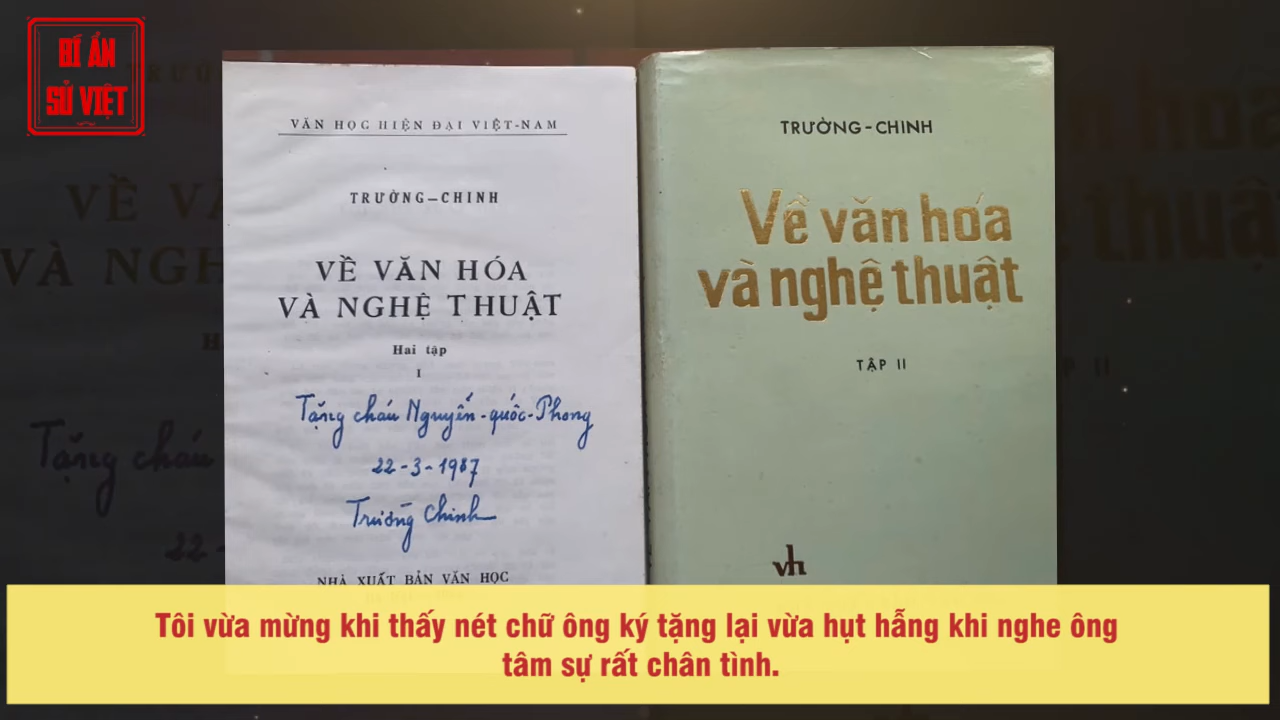 BÍ ẨN
SỬ VIỆT
VĂN HỌC HIỆN ĐẠI VIỆT-NAM
TRƯỜNG-CHINH
VỀ VĂN HÓA
VÀ NGHỆ THUẬT
Hai tập
I
Tặng cháu Nguyễn-quốc-Phong
22-3-1987
Trường Chinh
NHÀ XUẤT BẢN VĂN HỌC
TRƯỜNG-CHINH
Về văn hóa
và nghệ thuật
TẬP II
vh
Tôi vừa mừng khi thấy nét chữ ông ký tặng lại vừa hụt hẫng khi nghe ông
tâm sự rất chân tình.